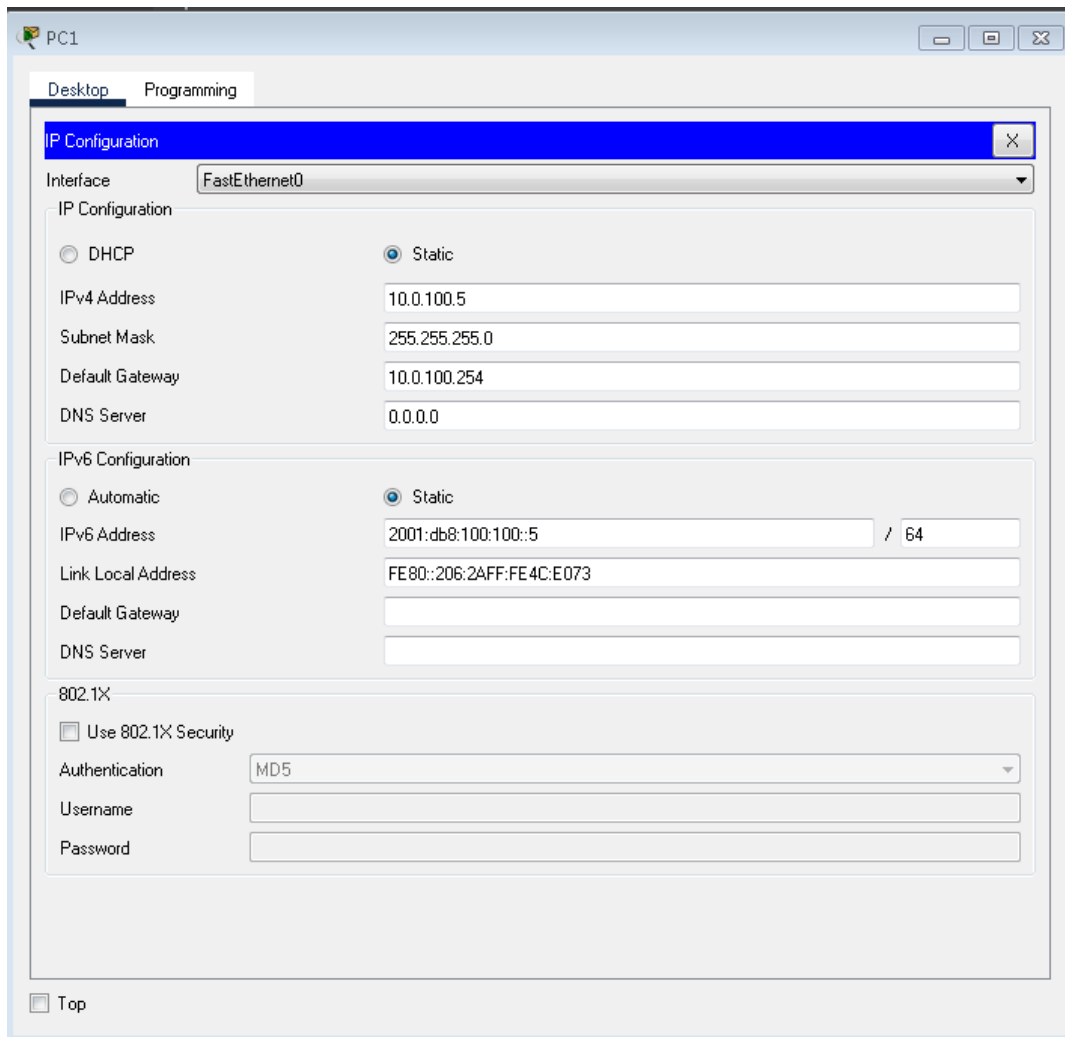 PC1
Desktop Programming
IP Configuration X
Interface FastEthernet0
IP Configuration
DHCP Static
IPv4 Address 10.0.100.5
Subnet Mask 255.255.255.0
Default Gateway 10.0.100.254
DNS Server 0.0.0.0
IPv6 Configuration
Automatic Static
IPv6 Address 2001:db8:100:100::5 / 64
Link Local Address FE80::206:2AFF:FE4C:E073
Default Gateway
DNS Server
802.1X
Use 802.1X Security
Authentication MD5
Username
Password
Top